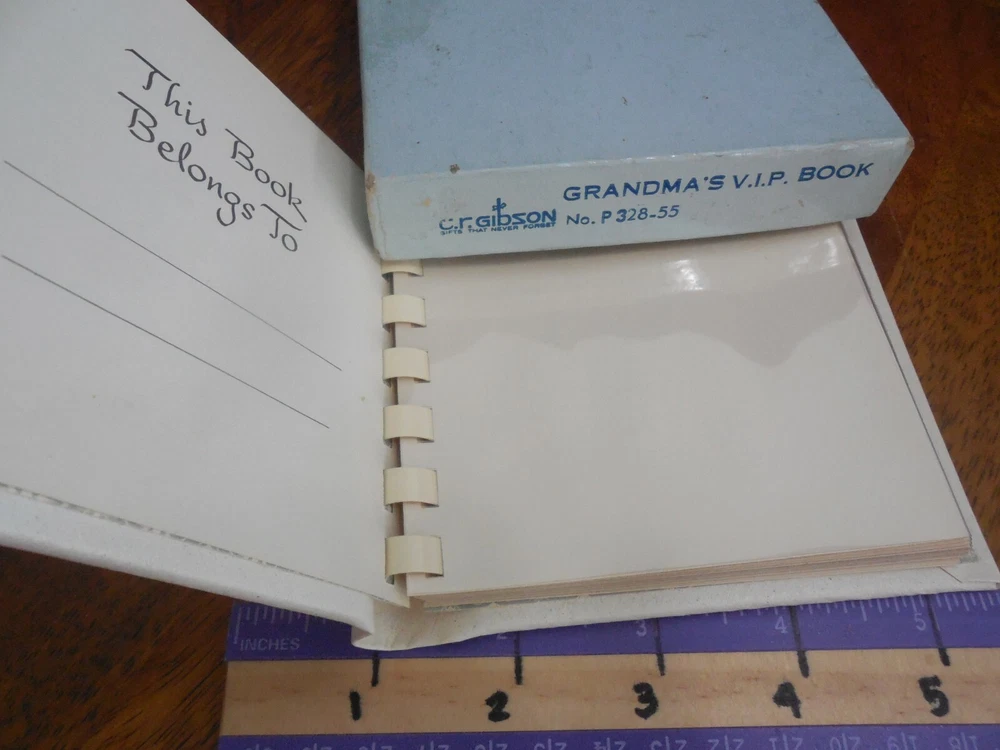 This Book
Belongs To
GRANDMA'S V.I.P. BOOK
C.R. GIBSON No. P 328-55
GIFTS THAT NEVER FORGET
2 3 4 5
INCHES
1 2 3 4 5